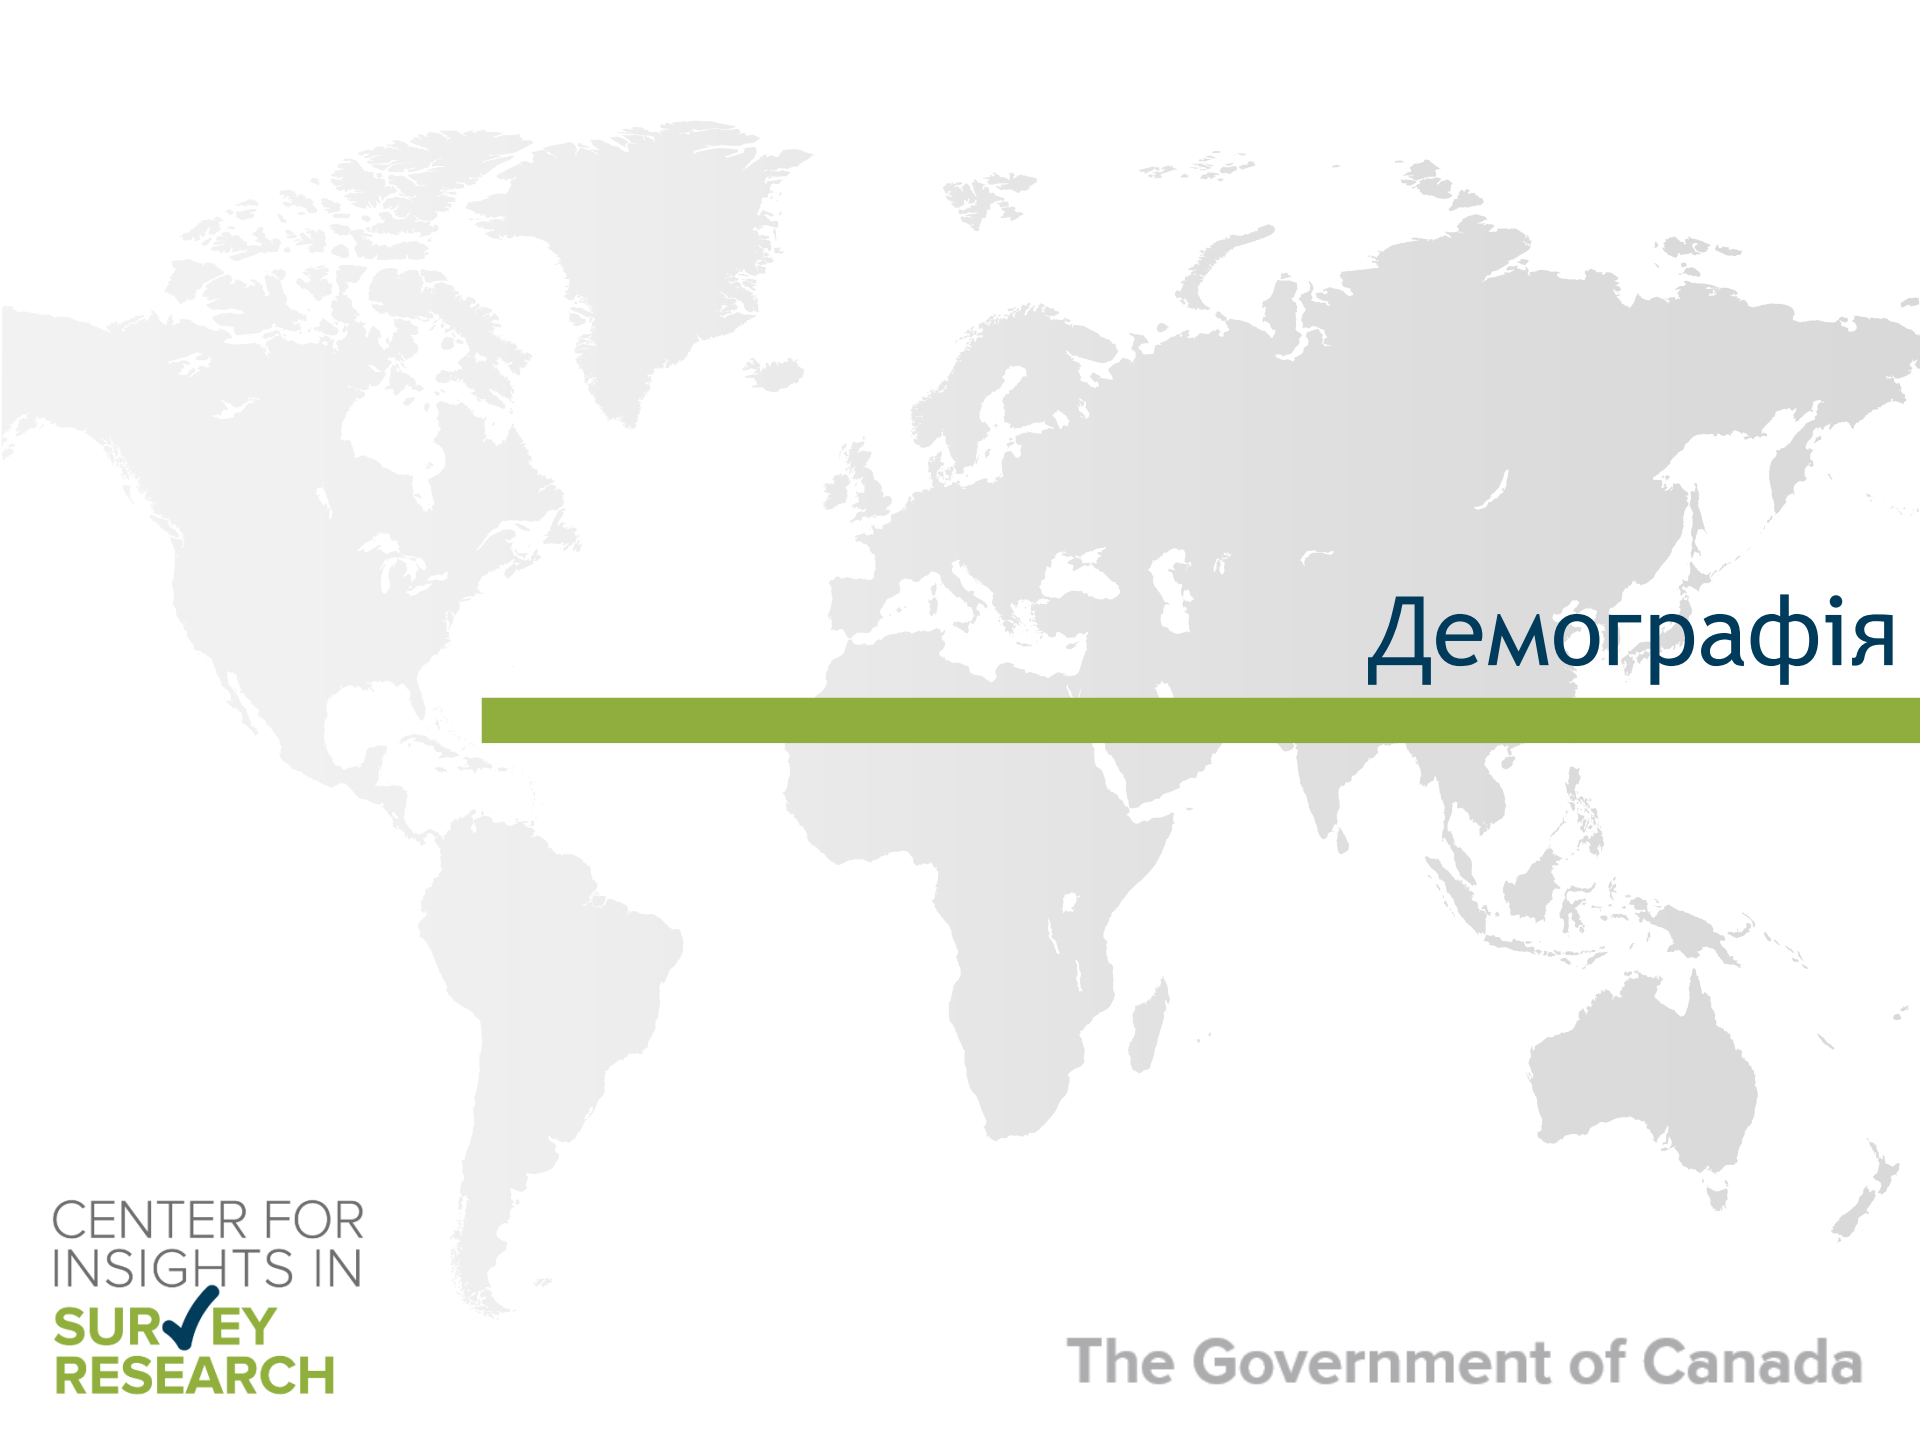 Демографія
CENTER FOR
INSIGHTS IN
SURVEY
RESEARCH
The Government of Canada